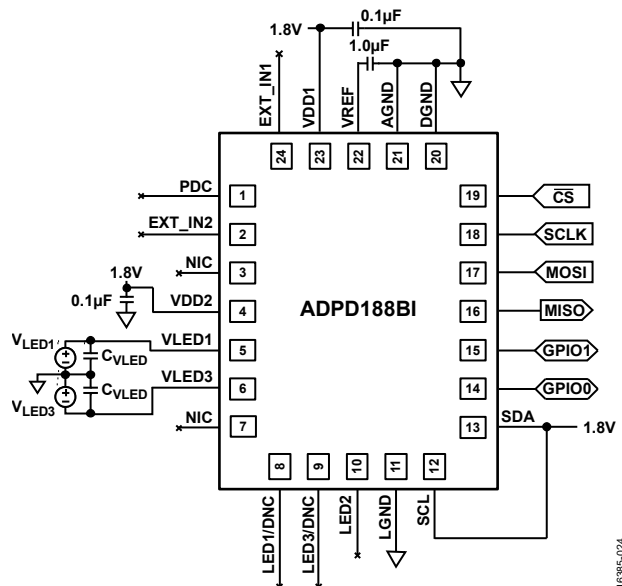 0.1µF
1.8V
1.0µF
EXT_IN1
VDD1
VREF
AGND
DGND
24
23
22
21
20
PDC
1
19
CS
EXT_IN2
2
18
SCLK
NIC
3
17
MOSI
1.8V
0.1µF
VDD2
4
ADPD188BI
16
MISO
VLED1
CVLED
VLED1
5
15
GPIO1
VLED3
CVLED
VLED3
6
14
GPIO0
NIC
7
13
SDA
1.8V
8
9
10
11
12
LED1/DNC
LED3/DNC
LED2
LGND
SCL
16385-024